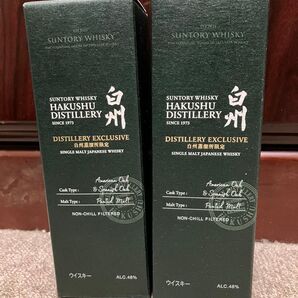 SUNTORY WHISKY
SUNTORY WHISKY
HAKUSHU
DISTILLERY
SINCE 1973
白州
DISTILLERY EXCLUSIVE
白州蒸溜所限定
SINGLE MALT JAPANESE WHISKY
Cask Type :
American Oak
& Spanish Oak
Malt Type :
Peated Malt
NON-CHILL FILTERED
ウイスキー
ALC.48%
SUNTORY WHISKY
SUNTORY WHISKY
HAKUSHU
DISTILLERY
SINCE 1973
白州
DISTILLERY EXCLUSIVE
白州蒸溜所限定
SINGLE MALT JAPANESE WHISKY
Cask Type :
American Oak
& Spanish Oak
Malt Type :
Peated Malt
NON-CHILL FILTERED
ウイスキー
ALC.48%